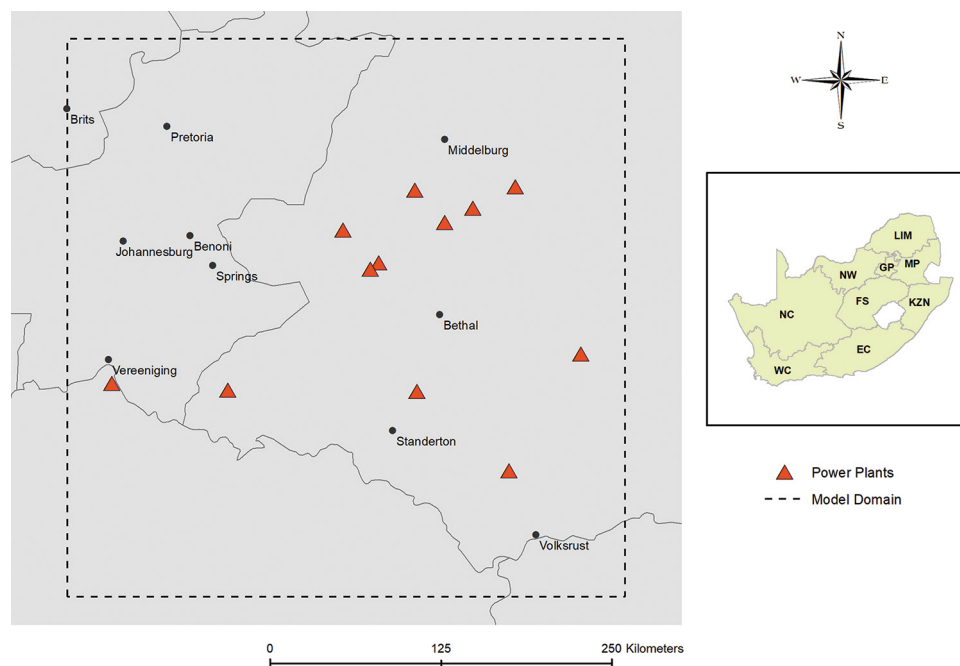 Brits
Pretoria
Middelburg
Johannesburg
Benoni
Springs
Bethal
Vereeniging
Standerton
Volksrust
0 125 250 Kilometers
N
W E
S
LIM
NW GP MP
NC FS KZN
EC
WC
Power Plants
Model Domain